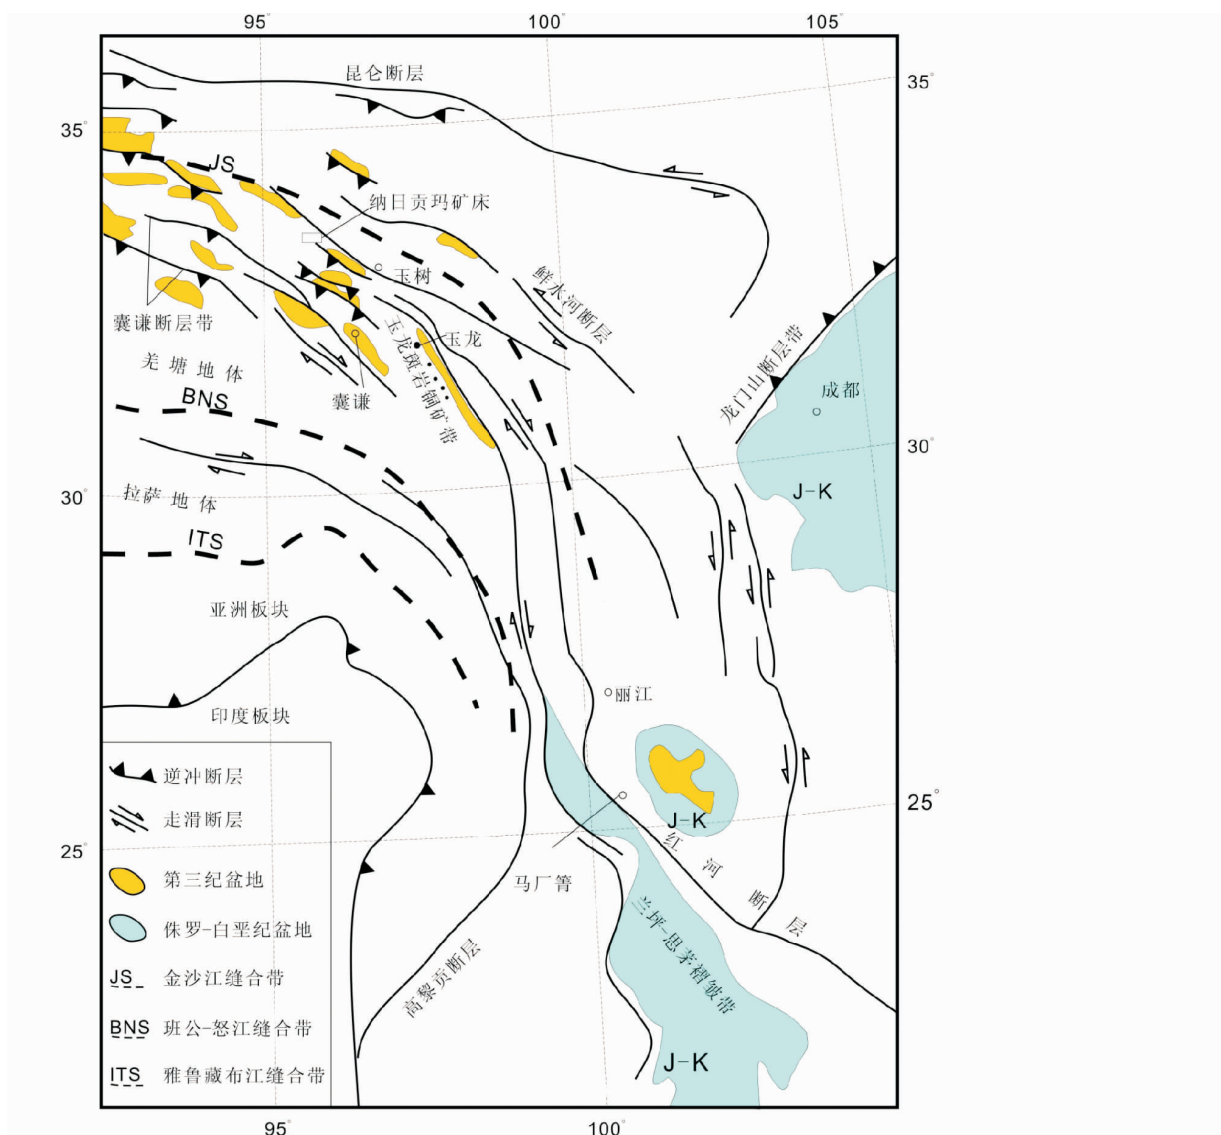 95°
100°
105°
昆仑断层
35°
35°
JS
纳日贡玛矿床
玉树
鲜水河断层
囊谦断层带
玉龙
玉龙斑岩铜矿带
龙门山断层带
羌塘地体
成都
BNS
囊谦
30°
J-K
30°
拉萨地体
ITS
亚洲板块
丽江
印度板块
逆冲断层
25°
走滑断层
J-K
红河断层
25°
马厂箐
第三纪盆地
兰坪-思茅褶皱带
侏罗-白垩纪盆地
高黎贡断层
JS 金沙江缝合带
BNS 班公-怒江缝合带
J-K
ITS 雅鲁藏布江缝合带
95°
100°